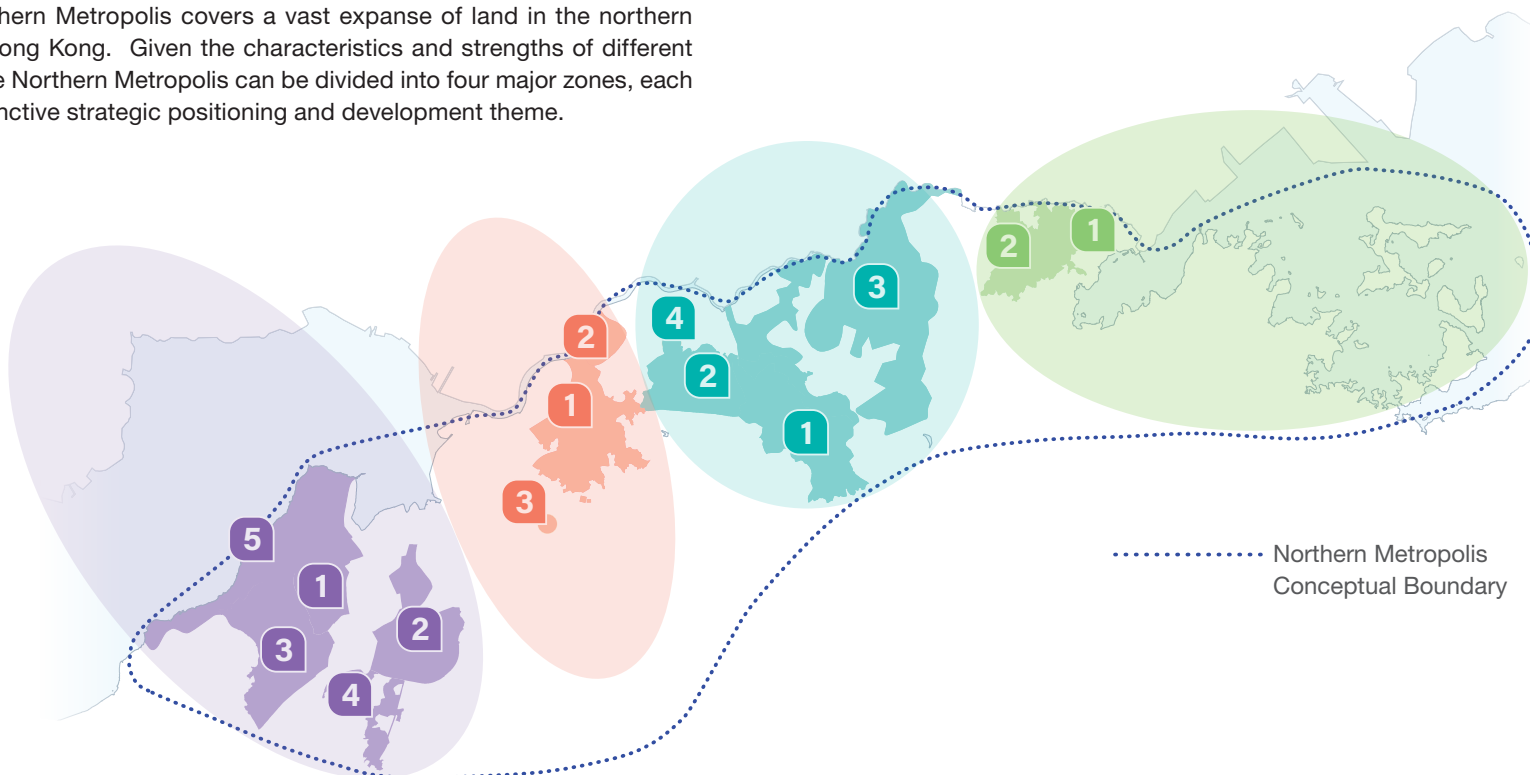 hern Metropolis covers a vast expanse of land in the northern
ong Kong. Given the characteristics and strengths of different
e Northern Metropolis can be divided into four major zones, each
nctive strategic positioning and development theme.
2
1
3
4
2
2
1
1
3
5
1
2
3
4
Northern Metropolis
Conceptual Boundary